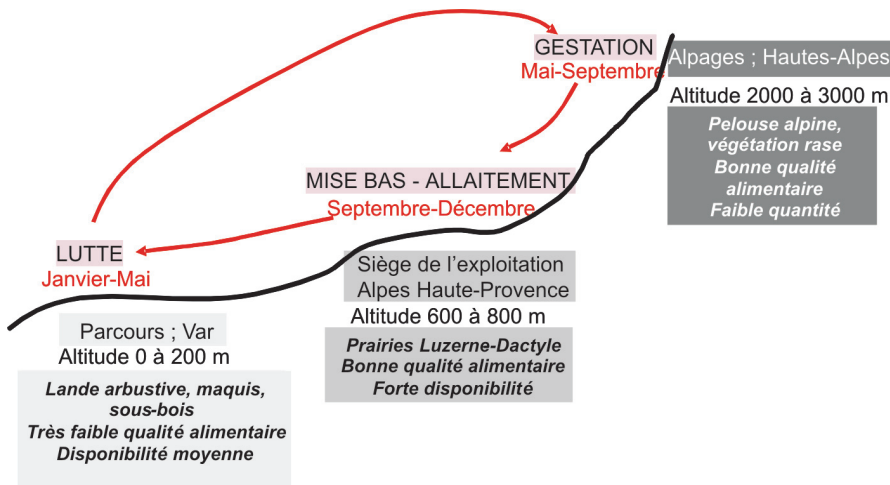 GESTATION
Mai-Septembre
Alpages ; Hautes-Alpes
Altitude 2000 à 3000 m
Pelouse alpine,
végétation rase
Bonne qualité
alimentaire
Faible quantité
MISE BAS - ALLAITEMENT
Septembre-Décembre
Siège de l'exploitation
Alpes Haute-Provence
Altitude 600 à 800 m
Prairies Luzerne-Dactyle
Bonne qualité alimentaire
Forte disponibilité
LUTTE
Janvier-Mai
Parcours ; Var
Altitude 0 à 200 m
Lande arbustive, maquis,
sous-bois
Très faible qualité alimentaire
Disponibilité moyenne